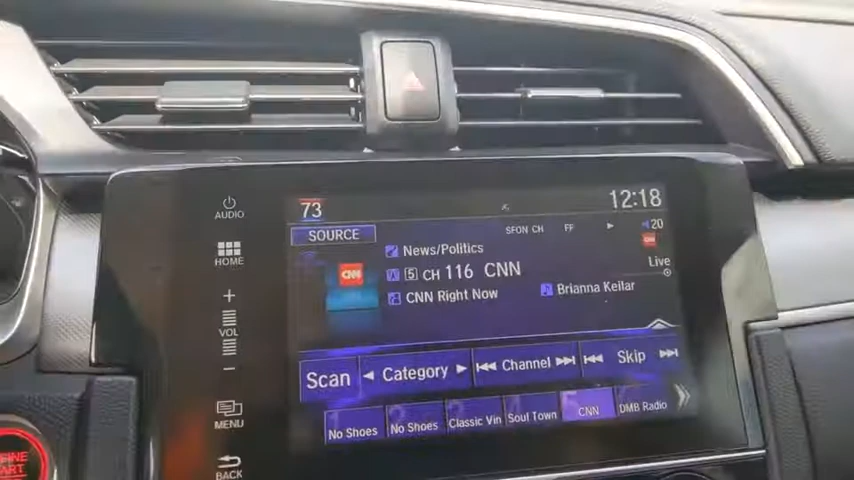 AUDIO
HOME
VOL
MENU
BACK
73
12:18
SOURCE
SFON CH
FF
20
News/Politics
CNN
5 CH 116 CNN
Live
CNN
CNN Right Now
Brianna Keilar
Scan
Category
Channel
Skip
No Shoes
No Shoes
Classic Vin
Soul Town
CNN
DMB Radio
START